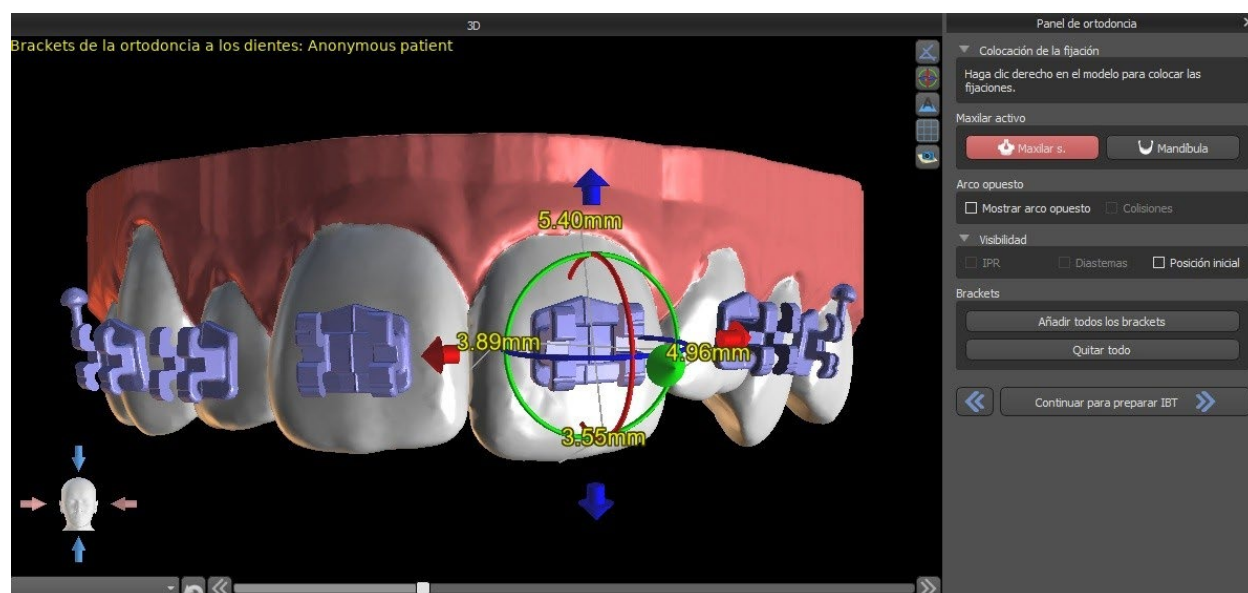 3D
Brackets de la ortodoncia a los dientes: Anonymous patient
5.40mm
3.89mm
4.96mm
3.55mm
Panel de ortodoncia
Colocación de la fijación
Haga clic derecho en el modelo para colocar las
fijaciones.
Maxilar activo
Maxilar s.
Mandíbula
Arco opuesto
Mostrar arco opuesto
Colisiones
Visibilidad
IPR
Diastemas
Posición inicial
Brackets
Añadir todos los brackets
Quitar todo
Continuar para preparar IBT